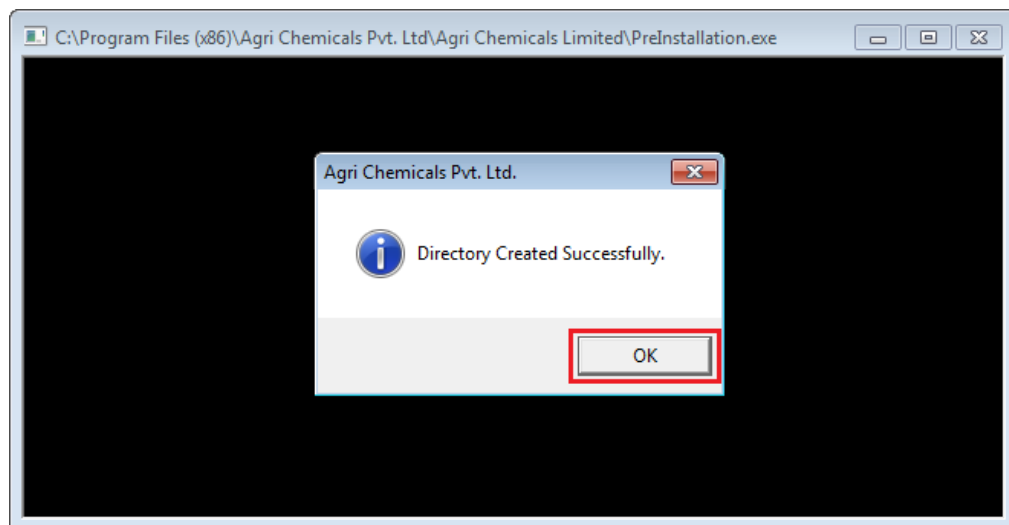 C:\Program Files (x86)\Agri Chemicals Pvt. Ltd\Agri Chemicals Limited\PreInstallation.exe
Agri Chemicals Pvt. Ltd.
Directory Created Successfully.
OK